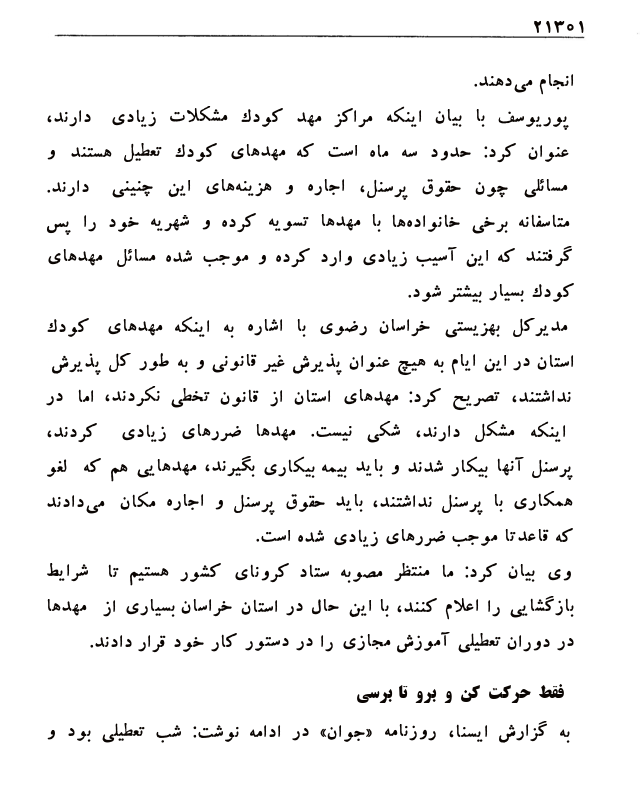 ۲۱۳۵۱
انجام می‌دهند.
پوریوسف با بیان اینکه مراکز مهد کودك مشکلات زیادی دارند،
عنوان کرد: حدود سه ماه است که مهدهای کودك تعطیل هستند و
مسائلی چون حقوق پرسنل، اجاره و هزینه‌های این چنینی دارند.
متاسفانه برخی خانواده‌ها با مهدها تسویه کرده و شهریه خود را پس
گرفتند که این آسیب زیادی وارد کرده و موجب شده مسائل مهدهای
کودك بسیار بیشتر شود.
مدیرکل بهزیستی خراسان رضوی با اشاره به اینکه مهدهای کودك
استان در این ایام به هیچ عنوان پذیرش غیر قانونی و به طور کل پذیرش
نداشتند، تصریح کرد: مهدهای استان از قانون تخطی نکردند، اما در
اینکه مشکل دارند، شکی نیست. مهدها ضررهای زیادی کردند،
پرسنل آنها بیکار شدند و باید بیمه بیکاری بگیرند، مهدهایی هم که لغو
همکاری با پرسنل نداشتند، باید حقوق پرسنل و اجاره مکان می‌دادند
که قاعدتا موجب ضررهای زیادی شده است.
وی بیان کرد: ما منتظر مصوبه ستاد کرونای کشور هستیم تا شرایط
بازگشایی را اعلام کنند، با این حال در استان خراسان بسیاری از مهدها
در دوران تعطیلی آموزش مجازی را در دستور کار خود قرار دادند.
فقط حرکت کن و برو تا برسی
به گزارش ایسنا، روزنامه «جوان» در ادامه نوشت: شب تعطیلی بود و